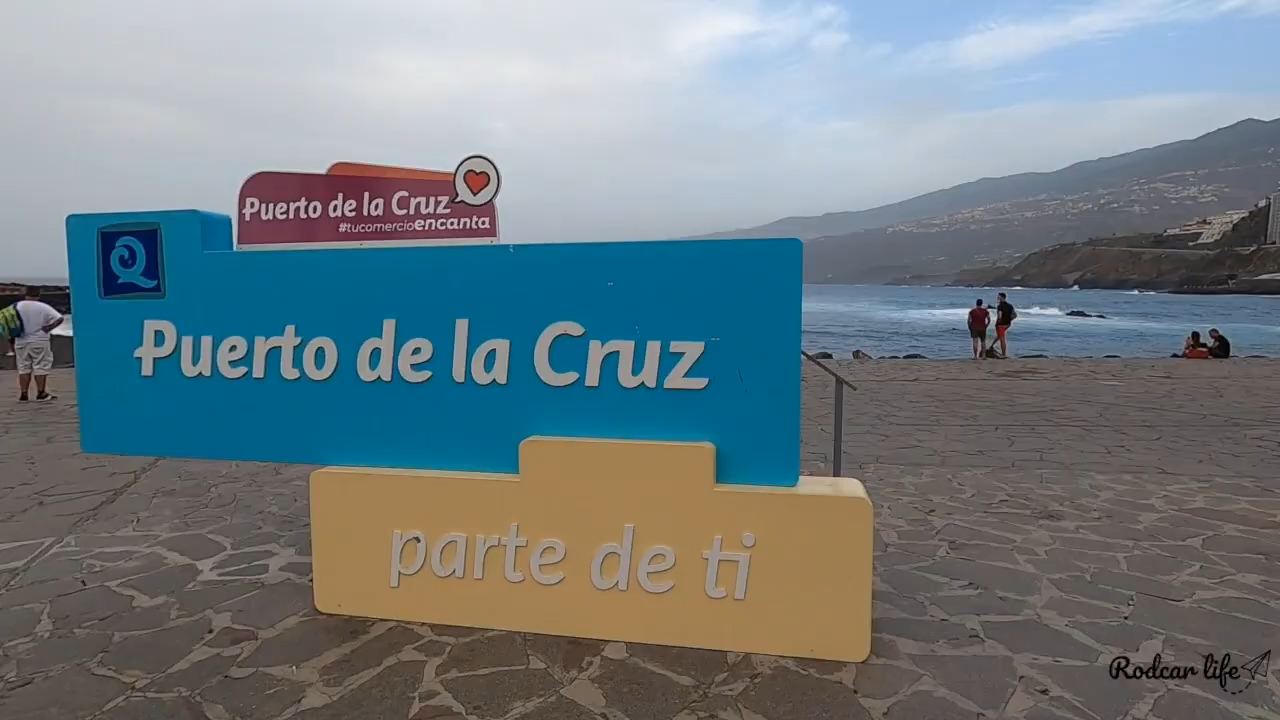 Puerto de la Cruz
#tucomercioencanta
Q
Puerto de la Cruz
parte de ti
Rodcar life